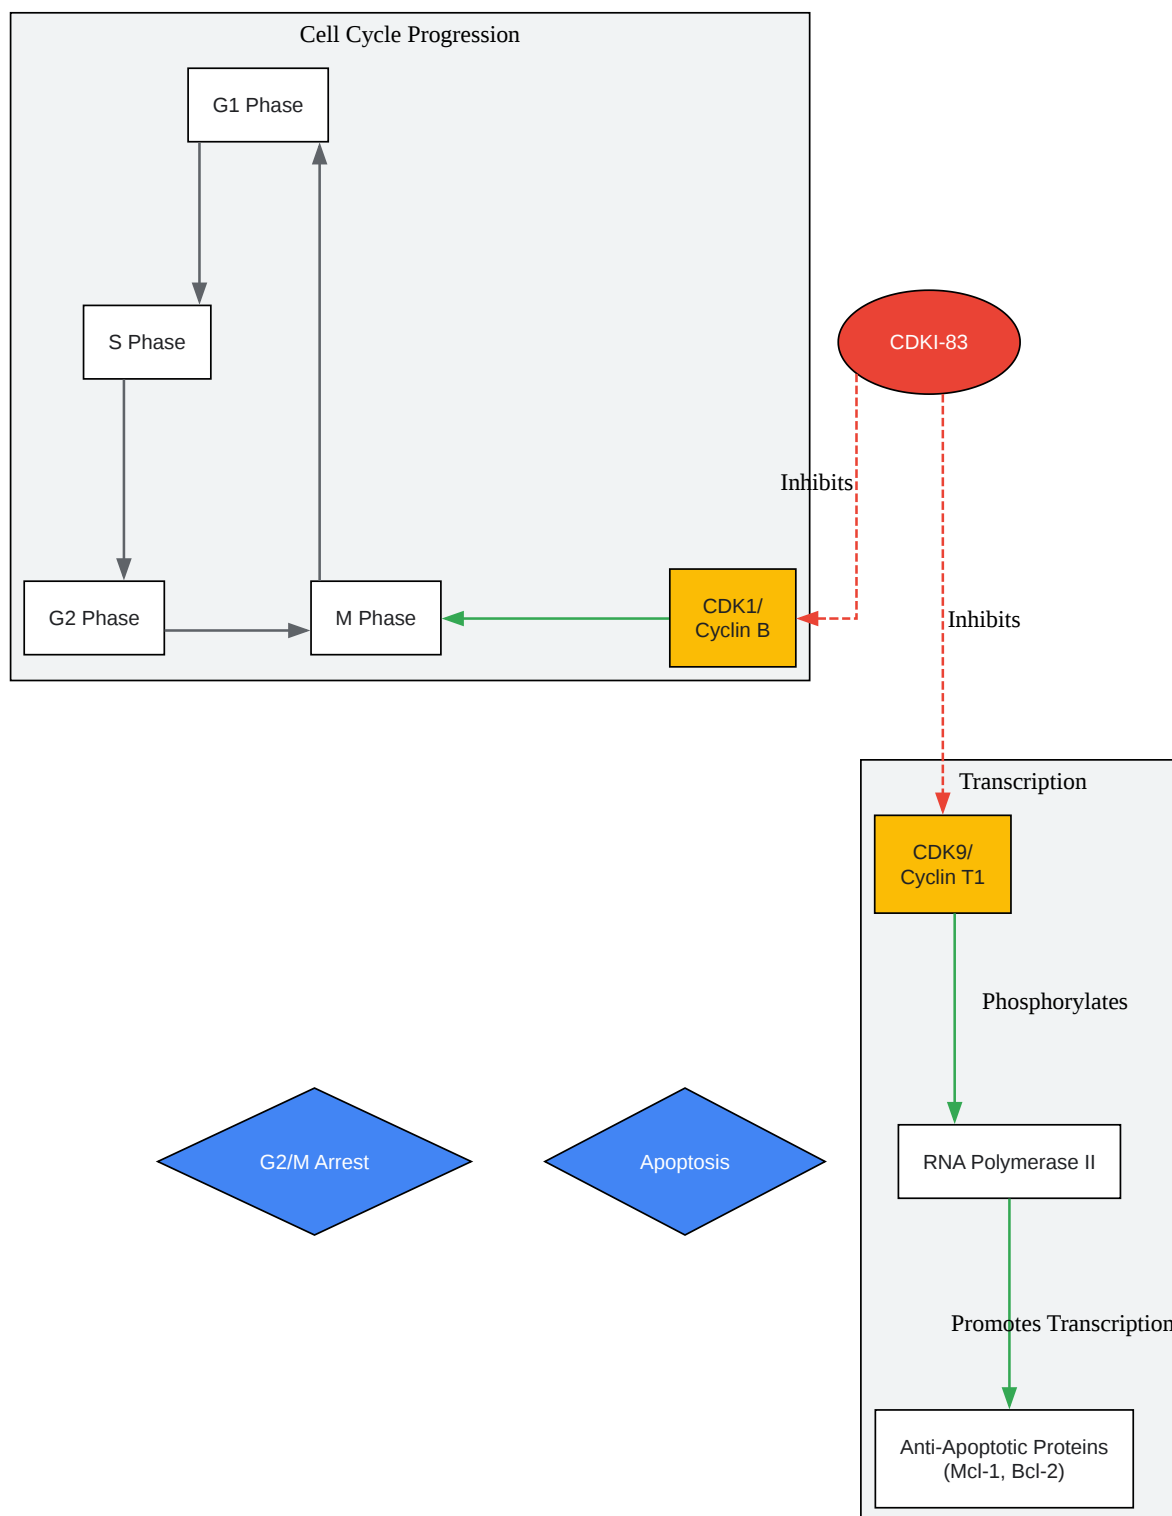 Cell Cycle Progression
G1 Phase
S Phase
CDKI-83
Inhibits
G2 Phase
M Phase
CDK1/
Cyclin B
Inhibits
Transcription
CDK9/
Cyclin T1
Phosphorylates
G2/M Arrest
Apoptosis
RNA Polymerase II
Promotes Transcription
Anti-Apoptotic Proteins
(Mcl-1, Bcl-2)